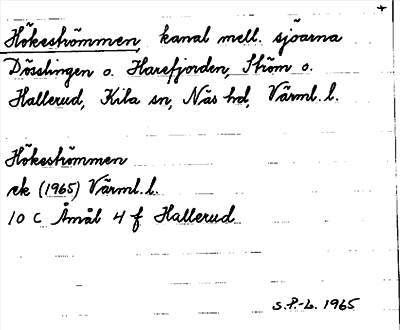 +
Hökeströmmen, kanal mell. sjöarna
Dösslingen o. Harefjorden, Ström o.
Hallerud, Kila sn, Näs hd, Värml. l.
Hökeströmmen
ek (1965) Värml. l.
10 C Åmål 4 f Hallerud
S.P.-L. 1965